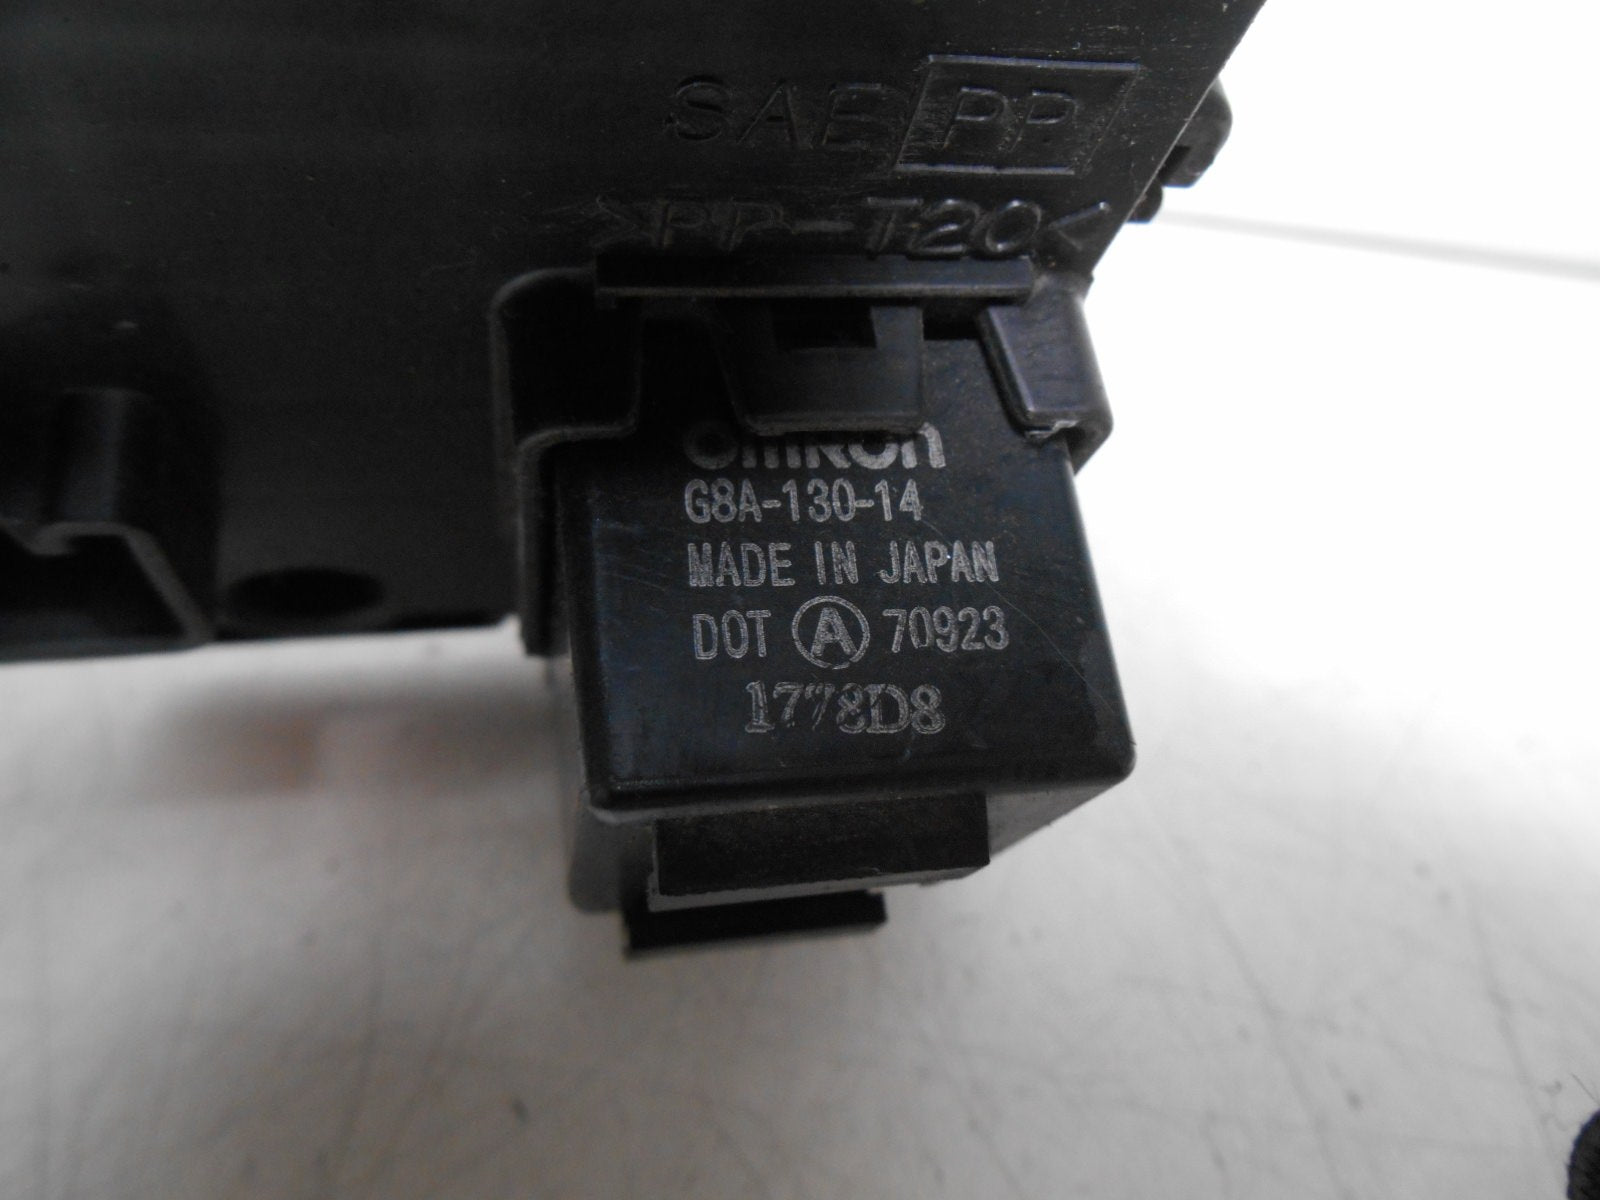 SAE PP
>PP-T20<
OMRON
G8A-130-14
MADE IN JAPAN
DOT A 70923
1778D8